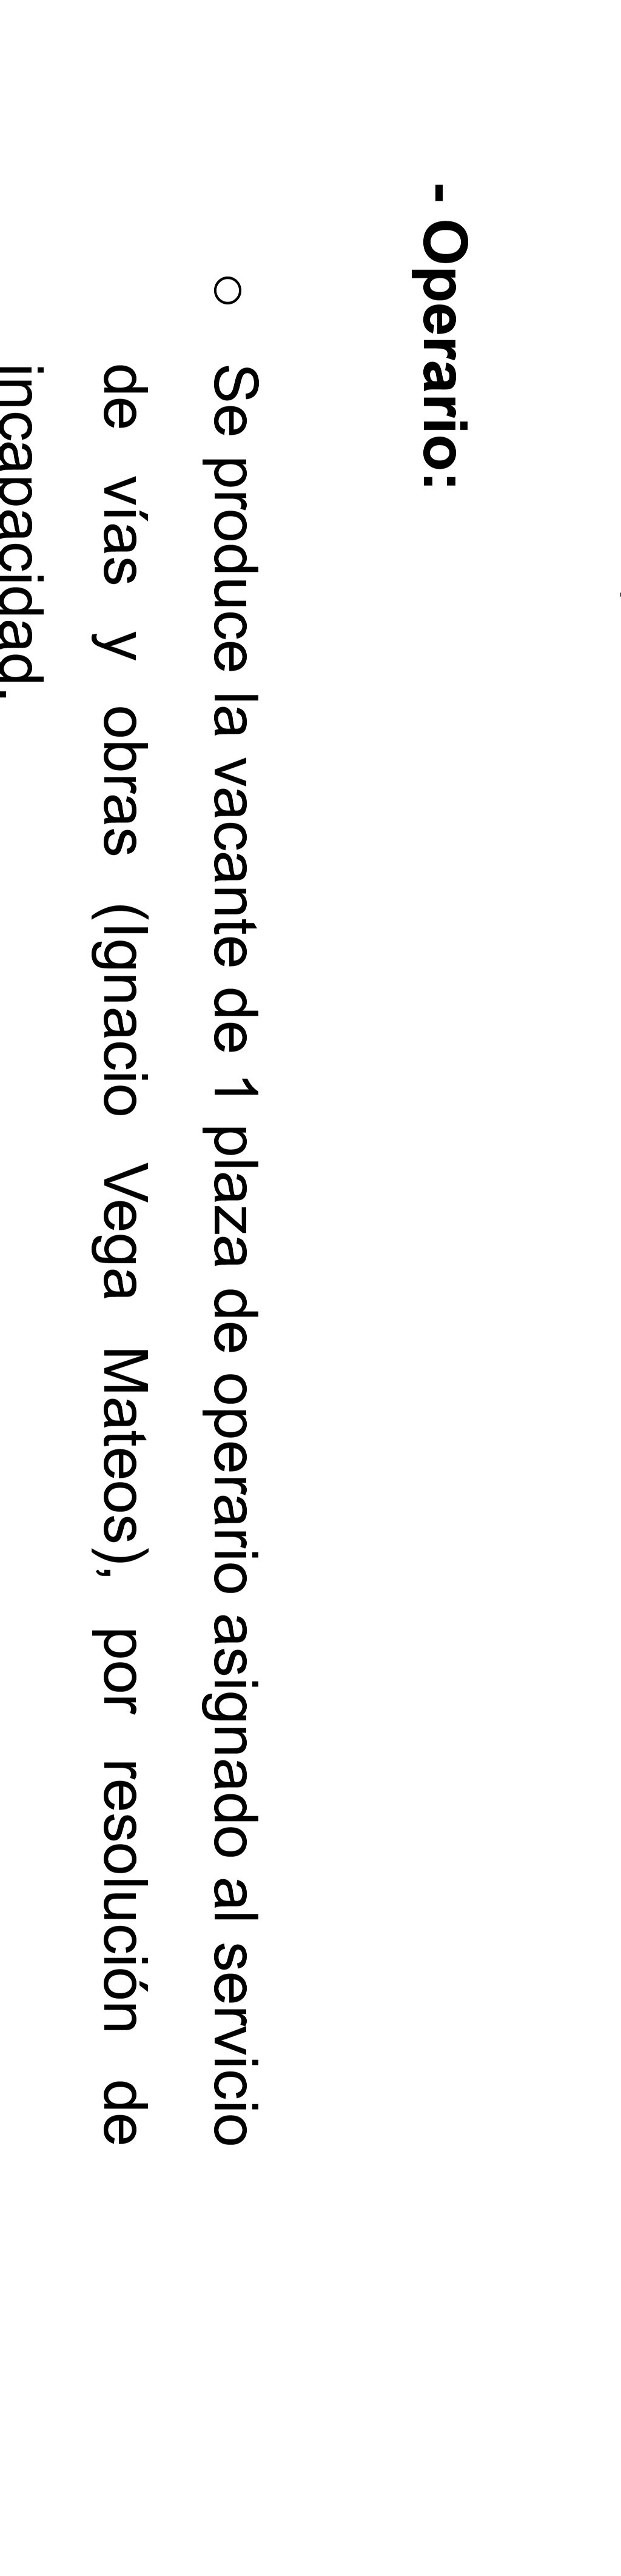 - Operario:
○ Se produce la vacante de 1 plaza de operario asignado al servicio
de vías y obras (Ignacio Vega Mateos), por resolución de
incapacidad.